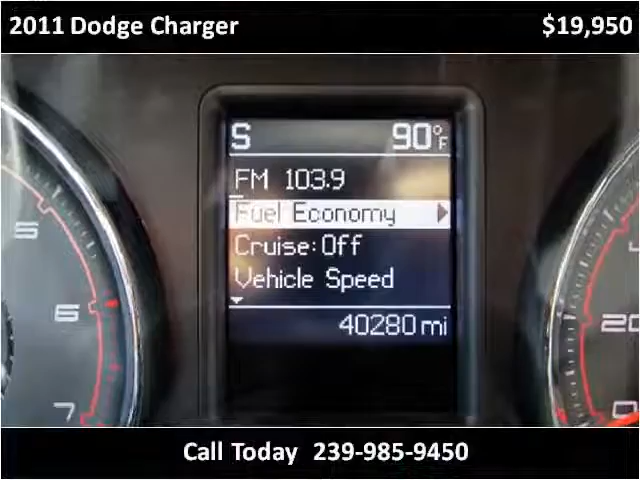 2011 Dodge Charger $19,950
S 90°F
FM 103.9
Fuel Economy
Cruise: Off
Vehicle Speed
40280 mi
5
6
7
20
0
Call Today 239-985-9450